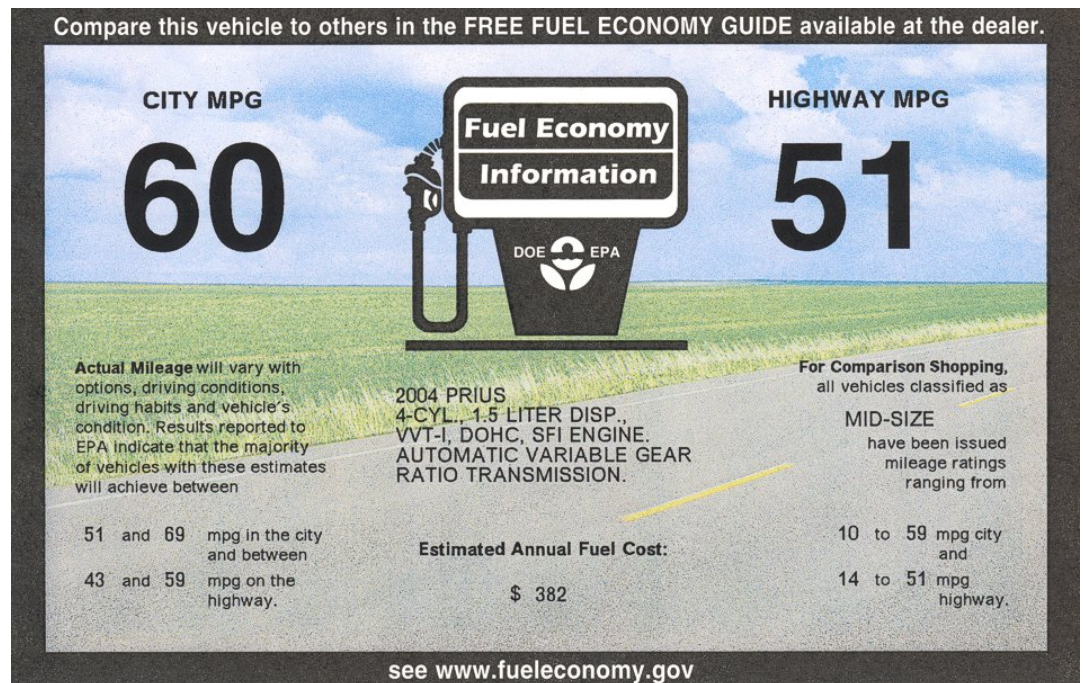 Compare this vehicle to others in the FREE FUEL ECONOMY GUIDE available at the dealer.
CITY MPG
60
Fuel Economy
Information
DOE EPA
HIGHWAY MPG
51
Actual Mileage will vary with
options, driving conditions,
driving habits and vehicle's
condition. Results reported to
EPA indicate that the majority
of vehicles with these estimates
will achieve between
51 and 69 mpg in the city
and between
43 and 59 mpg on the
highway.
2004 PRIUS
4-CYL., 1.5 LITER DISP.,
VVT-I, DOHC, SFI ENGINE.
AUTOMATIC VARIABLE GEAR
RATIO TRANSMISSION.
Estimated Annual Fuel Cost:
$ 382
For Comparison Shopping,
all vehicles classified as
MID-SIZE
have been issued
mileage ratings
ranging from
10 to 59 mpg city
and
14 to 51 mpg
highway.
see www.fueleconomy.gov